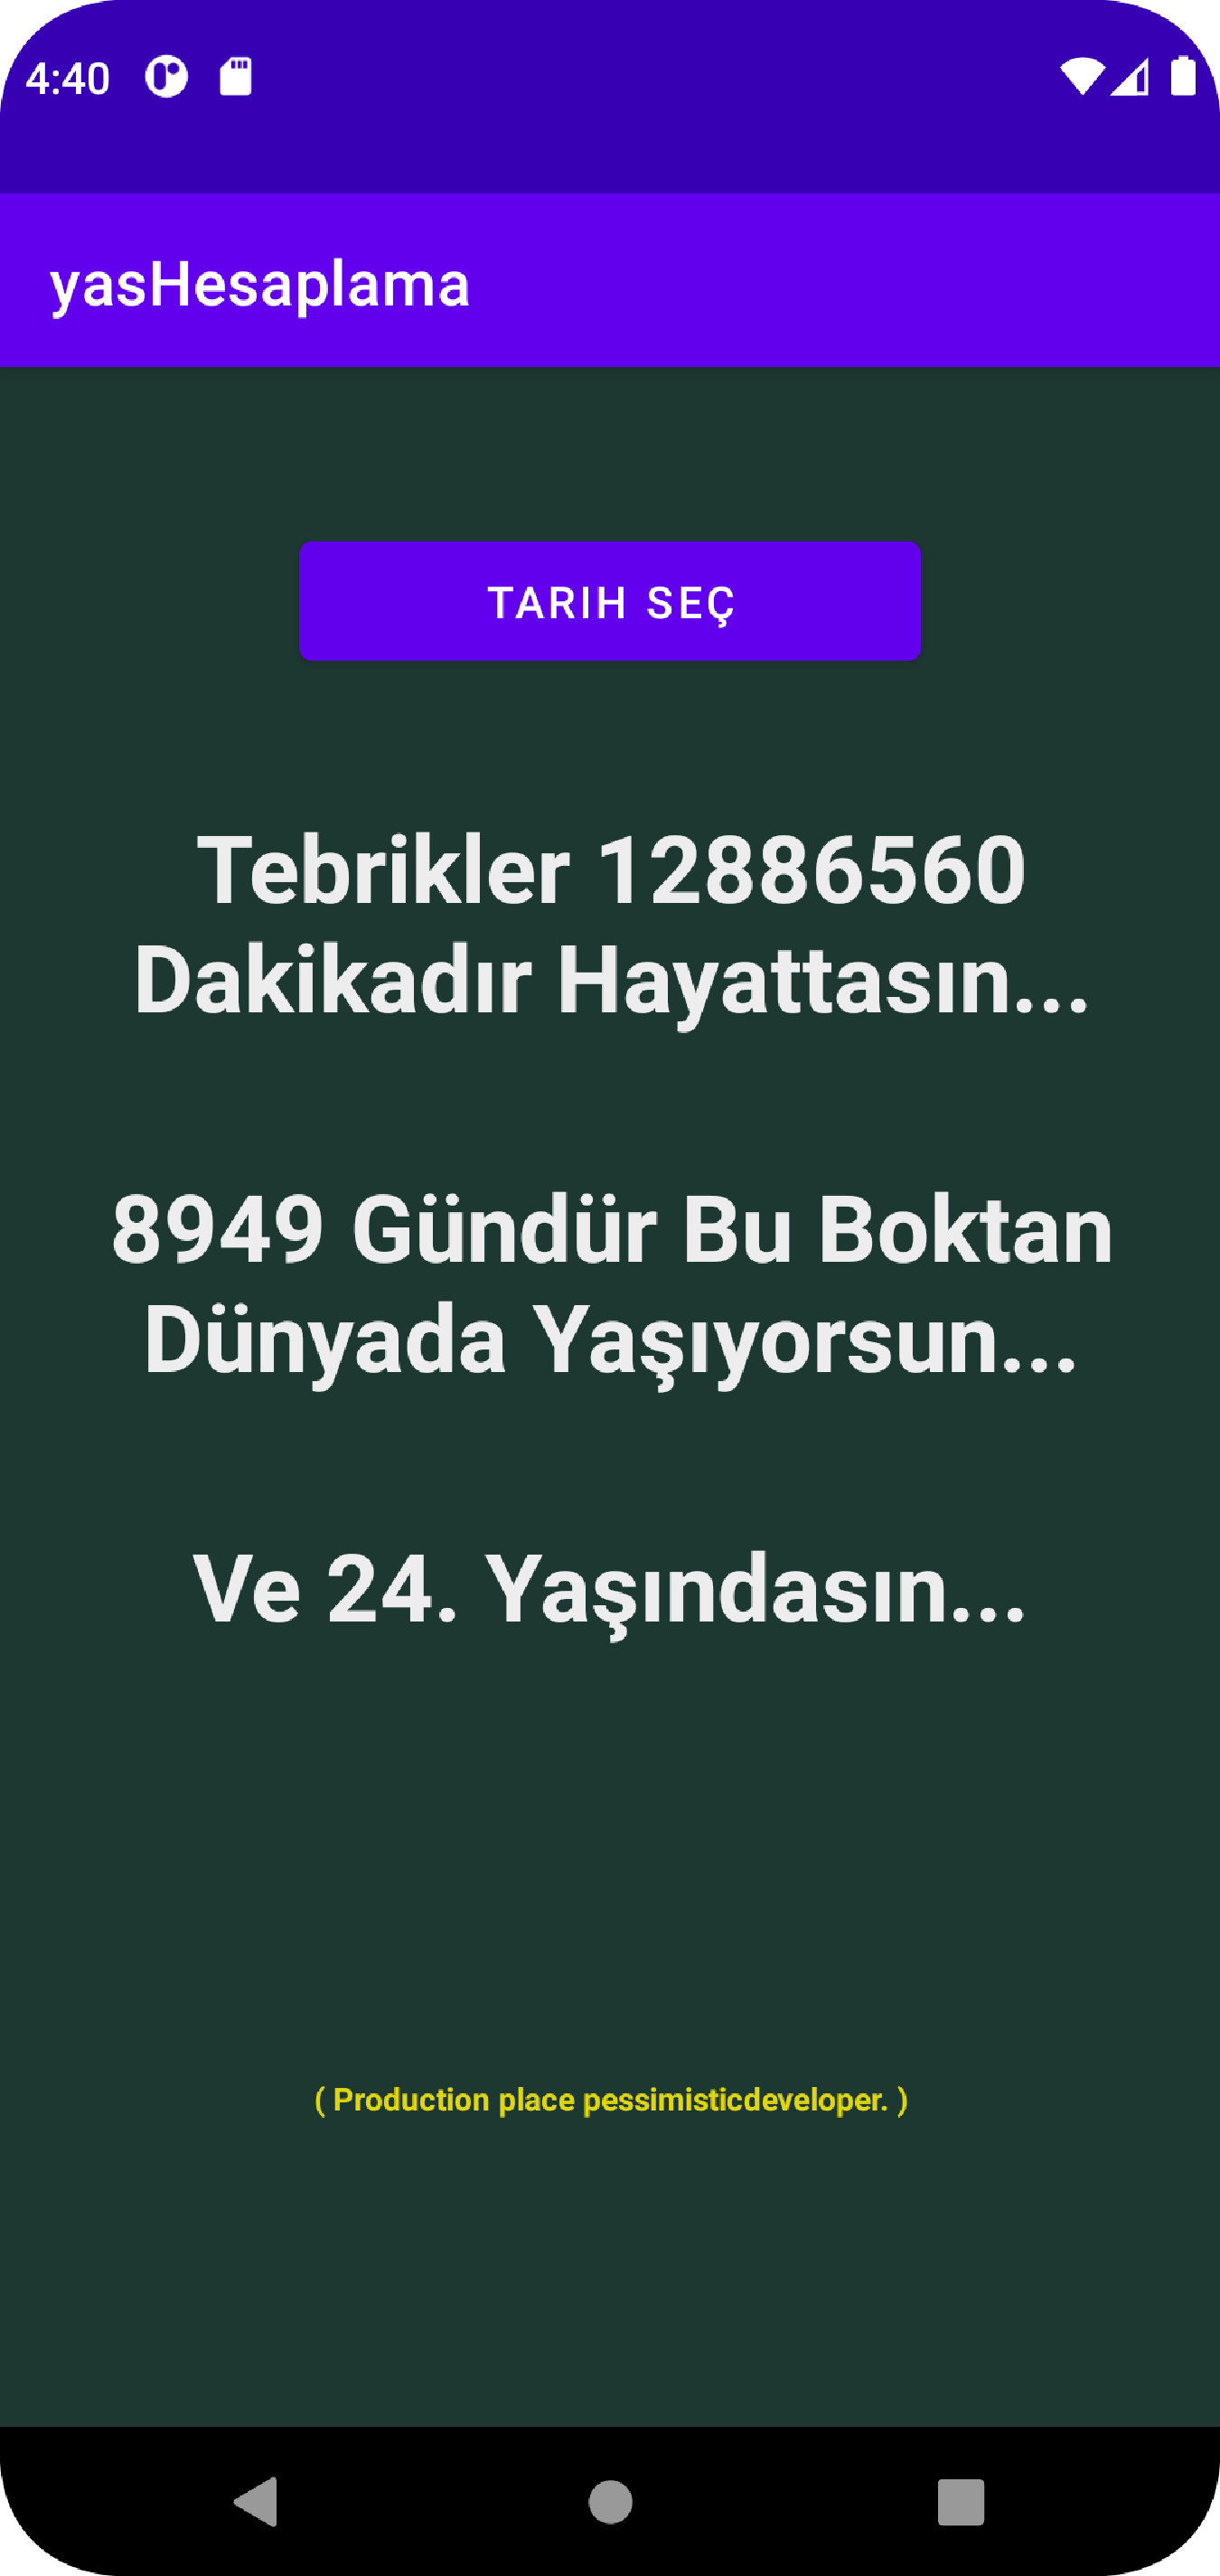 4:40
yasHesaplama
TARIH SEÇ
Tebrikler 12886560
Dakikadır Hayattasın...
8949 Gündür Bu Boktan
Dünyada Yaşıyorsun...
Ve 24. Yaşındasın...
( Production place pessimisticdeveloper. )